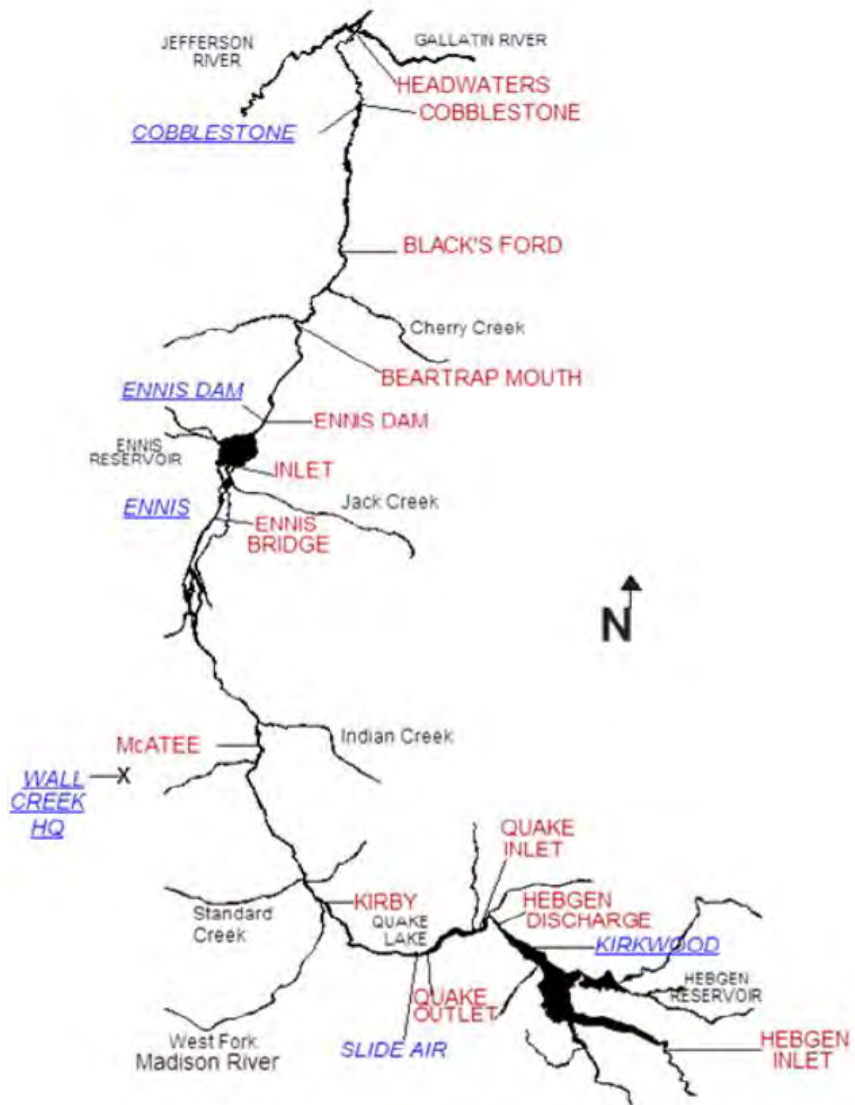 JEFFERSON
RIVER
GALLATIN RIVER
HEADWATERS
COBBLESTONE
COBBLESTONE
BLACK'S FORD
Cherry Creek
BEARTRAP MOUTH
ENNIS DAM
ENNIS DAM
ENNIS
RESERVOIR
INLET
ENNIS
Jack Creek
ENNIS
BRIDGE
N
McATEE
Indian Creek
WALL
CREEK
HQ
X
QUAKE
INLET
KIRBY
HEBGEN
DISCHARGE
Standard
Creek
QUAKE
LAKE
KIRKWOOD
HEBGEN
RESERVOIR
QUAKE
OUTLET
West Fork
Madison River
SLIDE AIR
HEBGEN
INLET